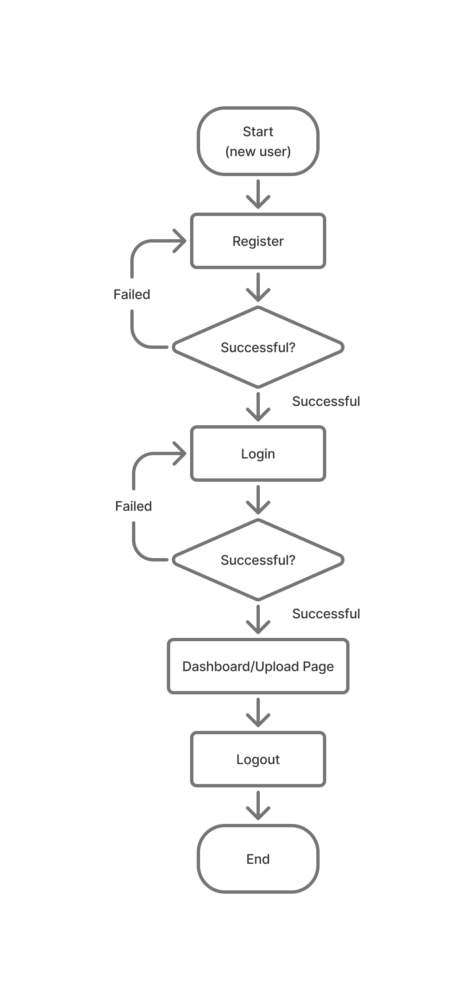 Start
(new user)
Register
Failed
Successful?
Successful
Login
Failed
Successful?
Successful
Dashboard/Upload Page
Logout
End